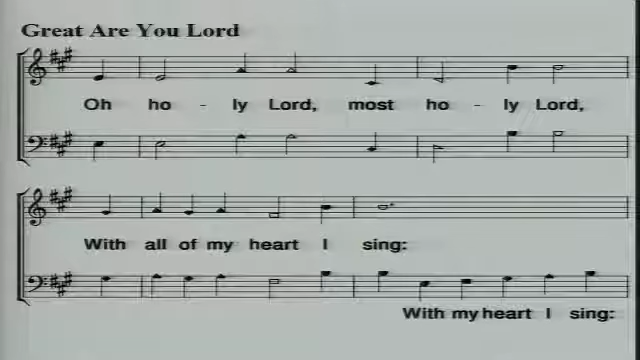 Great Are You Lord
Oh ho - ly Lord, most ho - ly Lord,
With all of my heart I sing:
With my heart I sing: